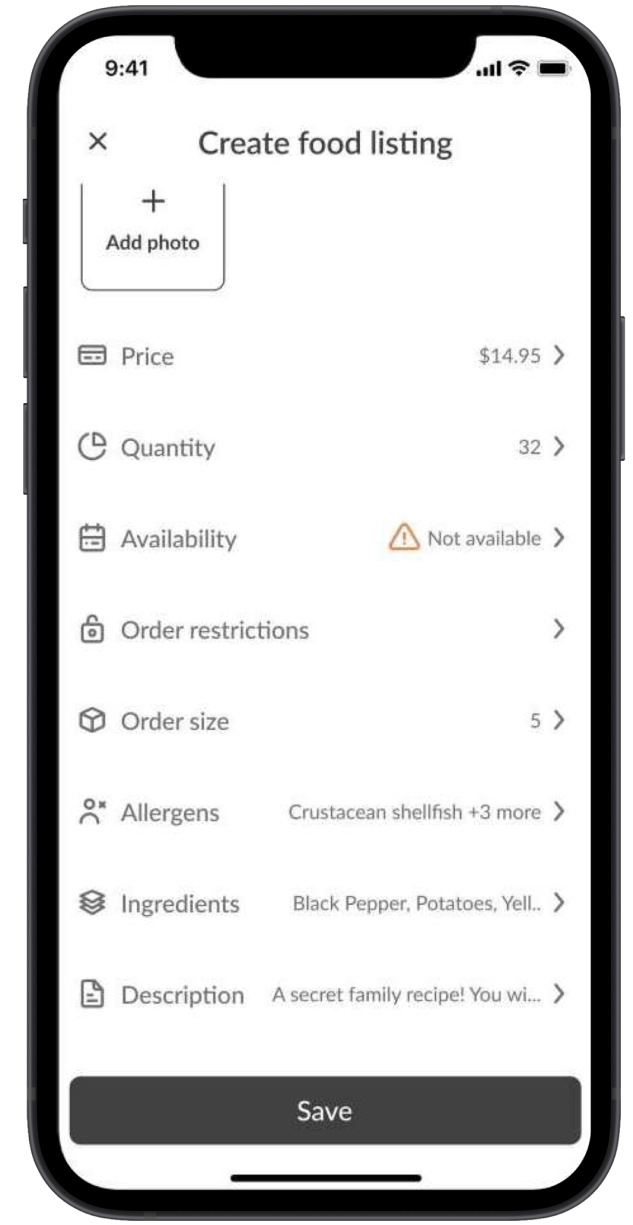 9:41
Create food listing
Add photo
Price $14.95
Quantity 32
Availability Not available
Order restrictions
Order size 5
Allergens Crustacean shellfish +3 more
Ingredients Black Pepper, Potatoes, Yell..
Description A secret family recipe! You wi...
Save